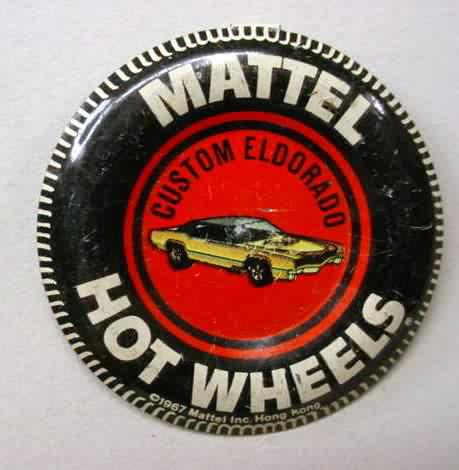 MATTEL
CUSTOM ELDORADO
HOT WHEELS
©1967 Mattel Inc. Hong Kong